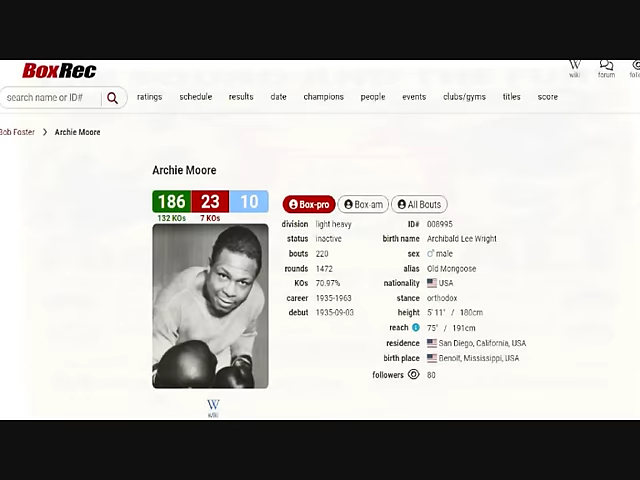 BoxRec
wiki forum
search name or ID# ratings schedule results date champions people events clubs/gyms titles score
Bob Foster > Archie Moore
Archie Moore
186 23 10
132 KOs 7 KOs
Box-pro Box-am All Bouts
division light heavy ID# 008995
status inactive birth name Archibald Lee Wright
bouts 220 sex ♂ male
rounds 1472 alias Old Mongoose
KOs 70.97% nationality USA
career 1935-1963 stance orthodox
debut 1935-09-03 height 5′ 11″ / 180cm
reach 75″ / 191cm
residence San Diego, California, USA
birth place Benoit, Mississippi, USA
followers 80
W
wiki